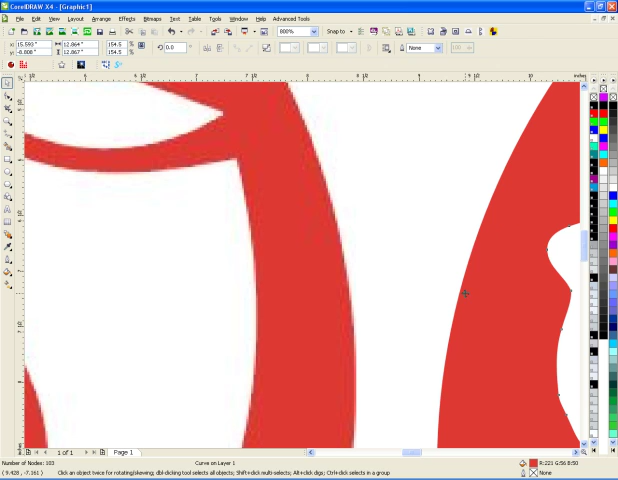 CorelDRAW X4 - [Graphic1]
File Edit View Layout Arrange Effects Bitmaps Text Table Tools Window Help Advanced Tools
800% Snap to
x: 15.593" 12.864" 154.5 % 0.0 ° None 100
y: -8.808" 12.867" 154.5 %
inches
1 of 1 Page 1
Number of Nodes: 103 Curve on Layer 1 R:221 G:56 B:50
( 9.428 , -7.161 ) Click an object twice for rotating/skewing; dbl-clicking tool selects all objects; Shift+click multi-selects; Alt+click digs; Ctrl+click selects in a group None